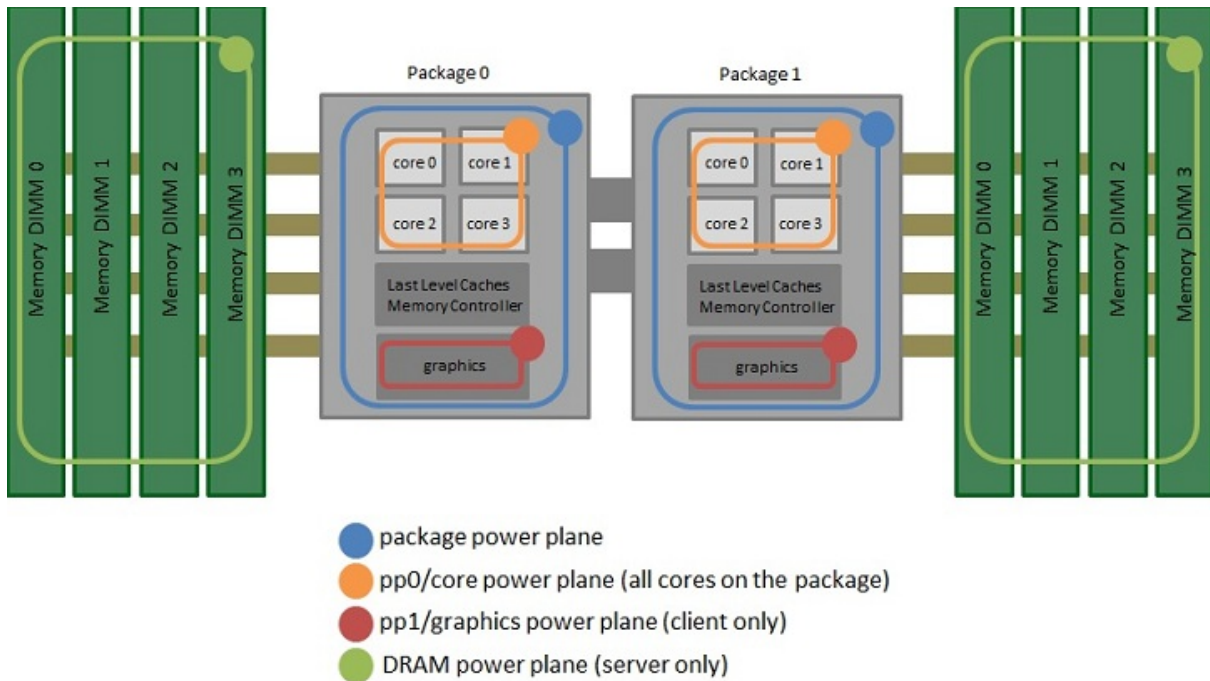 Package 0
Package 1
Memory DIMM 0
Memory DIMM 1
Memory DIMM 2
Memory DIMM 3
core 0
core 1
core 2
core 3
Last Level Caches
Memory Controller
graphics
core 0
core 1
core 2
core 3
Last Level Caches
Memory Controller
graphics
Memory DIMM 0
Memory DIMM 1
Memory DIMM 2
Memory DIMM 3
package power plane
pp0/core power plane (all cores on the package)
pp1/graphics power plane (client only)
DRAM power plane (server only)